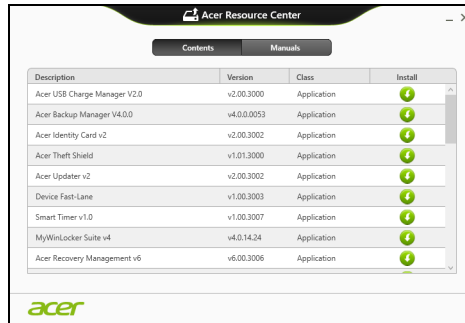 Acer Resource Center
Contents Manuals
Description Version Class Install
Acer USB Charge Manager V2.0 v2.00.3000 Application
Acer Backup Manager V4.0.0 v4.0.0.0053 Application
Acer Identity Card v2 v2.00.3002 Application
Acer Theft Shield v1.01.3000 Application
Acer Updater v2 v2.00.3002 Application
Device Fast-Lane v1.00.3003 Application
Smart Timer v1.0 v1.00.3007 Application
MyWinLocker Suite v4 v4.0.14.24 Application
Acer Recovery Management v6 v6.00.3006 Application
acer